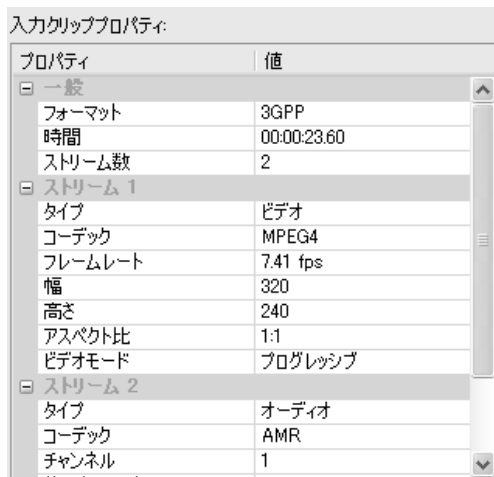 入力クリッププロパティ:
プロパティ 値
一般
フォーマット 3GPP
時間 00:00:23.60
ストリーム数 2
ストリーム 1
タイプ ビデオ
コーデック MPEG4
フレームレート 7.41 fps
幅 320
高さ 240
アスペクト比 1:1
ビデオモード プログレッシブ
ストリーム 2
タイプ オーディオ
コーデック AMR
チャンネル 1